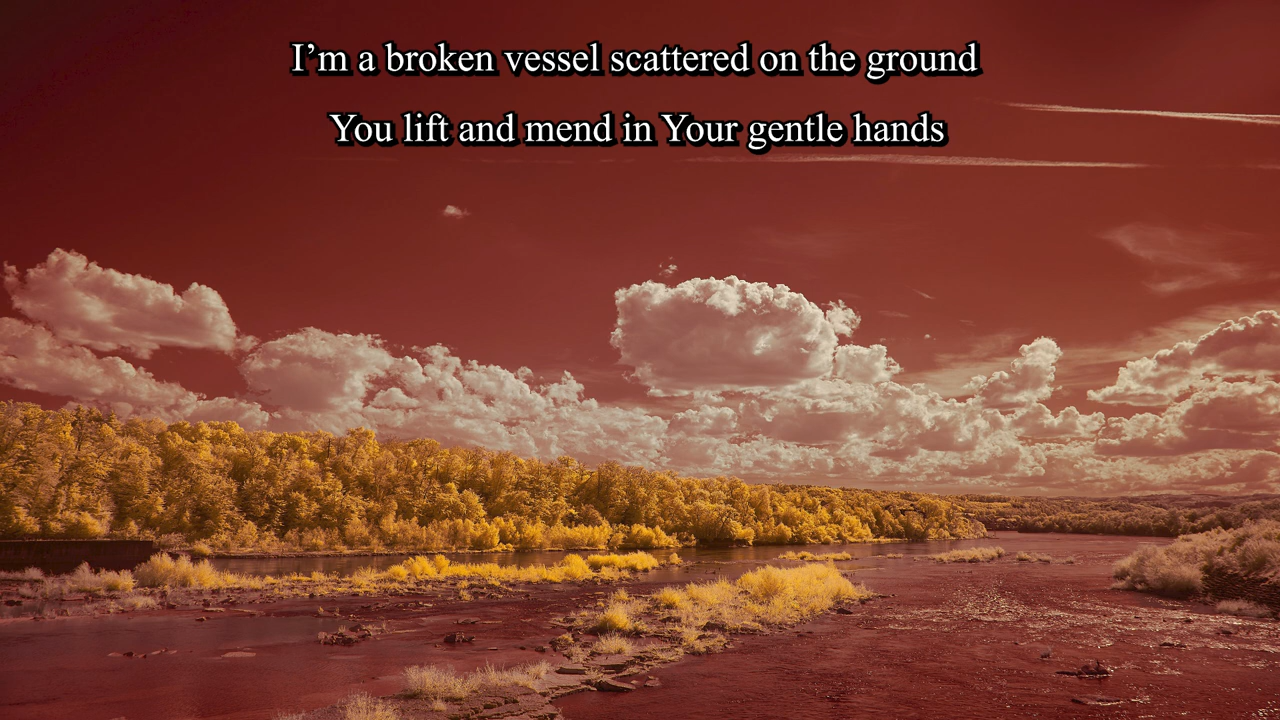 I’m a broken vessel scattered on the ground
You lift and mend in Your gentle hands